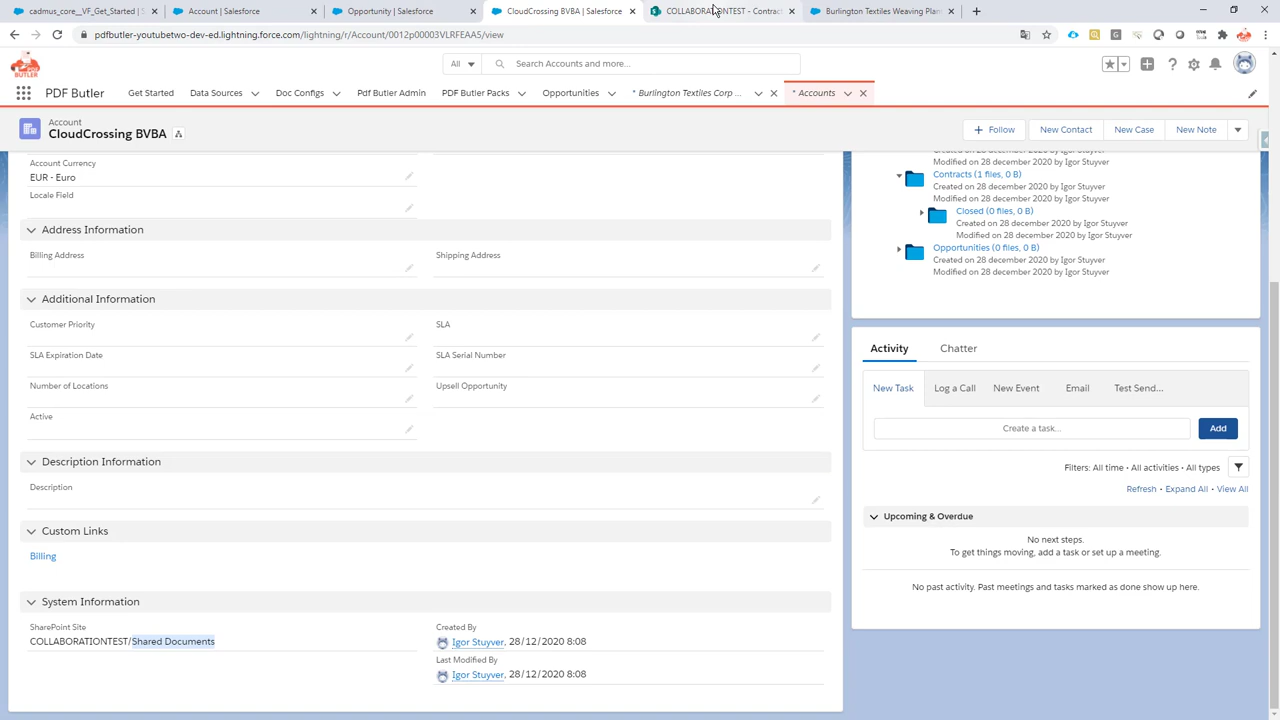 cadmus_core__VF_Get_Started | S
Account | Salesforce
Opportunity | Salesforce
CloudCrossing BVBA | Salesforce
COLLABORATIONTEST - Contract
Burlington Textiles Weaving Plan
pdfbutler-youtubetwo-dev-ed.lightning.force.com/lightning/r/Account/0012p00003VLRFEAA5/view
BUTLER
All
Search Accounts and more...
PDF Butler
Get Started
Data Sources
Doc Configs
Pdf Butler Admin
PDF Butler Packs
Opportunities
* Burlington Textiles Corp ...
* Accounts
Account
CloudCrossing BVBA
Follow
New Contact
New Case
New Note
Account Currency
EUR - Euro
Locale Field
Address Information
Billing Address
Shipping Address
Additional Information
Customer Priority
SLA
SLA Expiration Date
SLA Serial Number
Number of Locations
Upsell Opportunity
Active
Description Information
Description
Custom Links
Billing
System Information
SharePoint Site
COLLABORATIONTEST/Shared Documents
Created By
Igor Stuyver, 28/12/2020 8:08
Last Modified By
Igor Stuyver, 28/12/2020 8:08
Modified on 28 december 2020 by Igor Stuyver
Contracts (1 files, 0 B)
Created on 28 december 2020 by Igor Stuyver
Modified on 28 december 2020 by Igor Stuyver
Closed (0 files, 0 B)
Created on 28 december 2020 by Igor Stuyver
Modified on 28 december 2020 by Igor Stuyver
Opportunities (0 files, 0 B)
Created on 28 december 2020 by Igor Stuyver
Modified on 28 december 2020 by Igor Stuyver
Activity
Chatter
New Task
Log a Call
New Event
Email
Test Send...
Create a task...
Add
Filters: All time • All activities • All types
Refresh • Expand All • View All
Upcoming & Overdue
No next steps.
To get things moving, add a task or set up a meeting.
No past activity. Past meetings and tasks marked as done show up here.